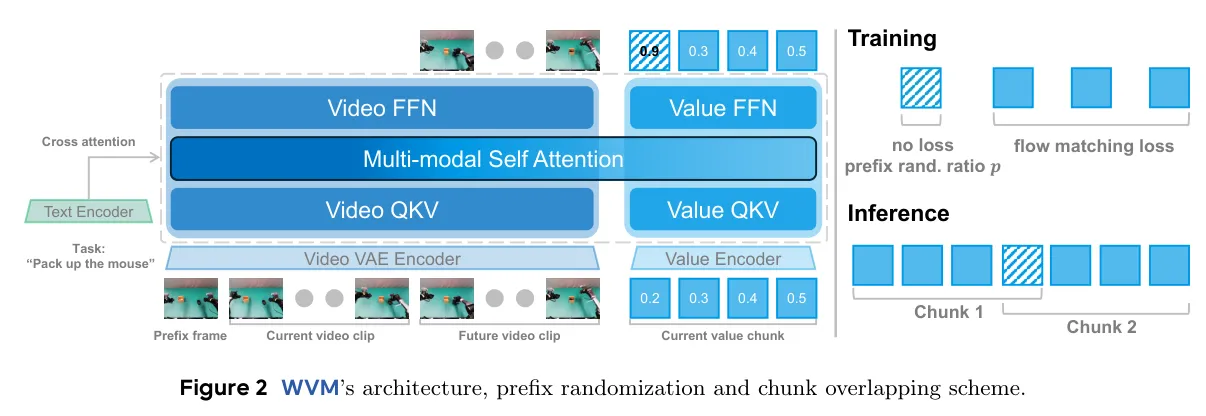 0.9 0.3 0.4 0.5
Video FFN
Value FFN
Cross attention
Multi-modal Self Attention
Text Encoder
Video QKV
Value QKV
Task:
“Pack up the mouse”
Video VAE Encoder
Value Encoder
0.2 0.3 0.4 0.5
Prefix frame
Current video clip
Future video clip
Current value chunk
Training
no loss
prefix rand. ratio p
flow matching loss
Inference
Chunk 1
Chunk 2
Figure 2 WVM’s architecture, prefix randomization and chunk overlapping scheme.